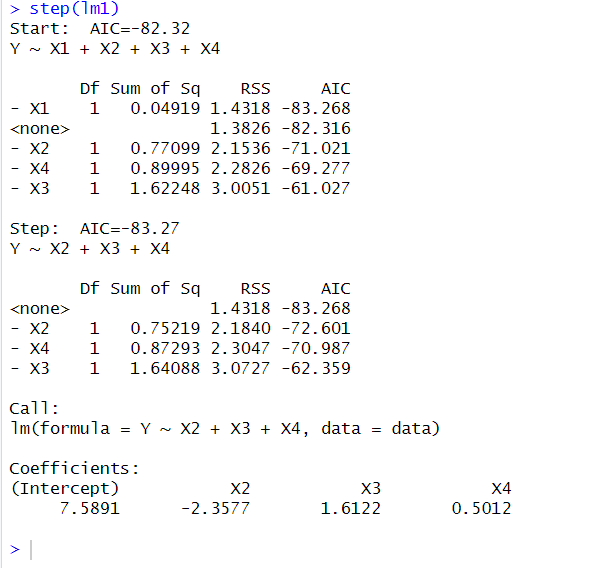 > step(lm1)
Start:  AIC=-82.32
Y ~ X1 + X2 + X3 + X4

       Df Sum of Sq    RSS     AIC
- X1    1   0.04919 1.4318 -83.268
<none>              1.3826 -82.316
- X2    1   0.77099 2.1536 -71.021
- X4    1   0.89995 2.2826 -69.277
- X3    1   1.62248 3.0051 -61.027

Step:  AIC=-83.27
Y ~ X2 + X3 + X4

       Df Sum of Sq    RSS     AIC
<none>              1.4318 -83.268
- X2    1   0.75219 2.1840 -72.601
- X4    1   0.87293 2.3047 -70.987
- X3    1   1.64088 3.0727 -62.359

Call:
lm(formula = Y ~ X2 + X3 + X4, data = data)

Coefficients:
(Intercept)           X2           X3           X4
     7.5891      -2.3577       1.6122       0.5012

>